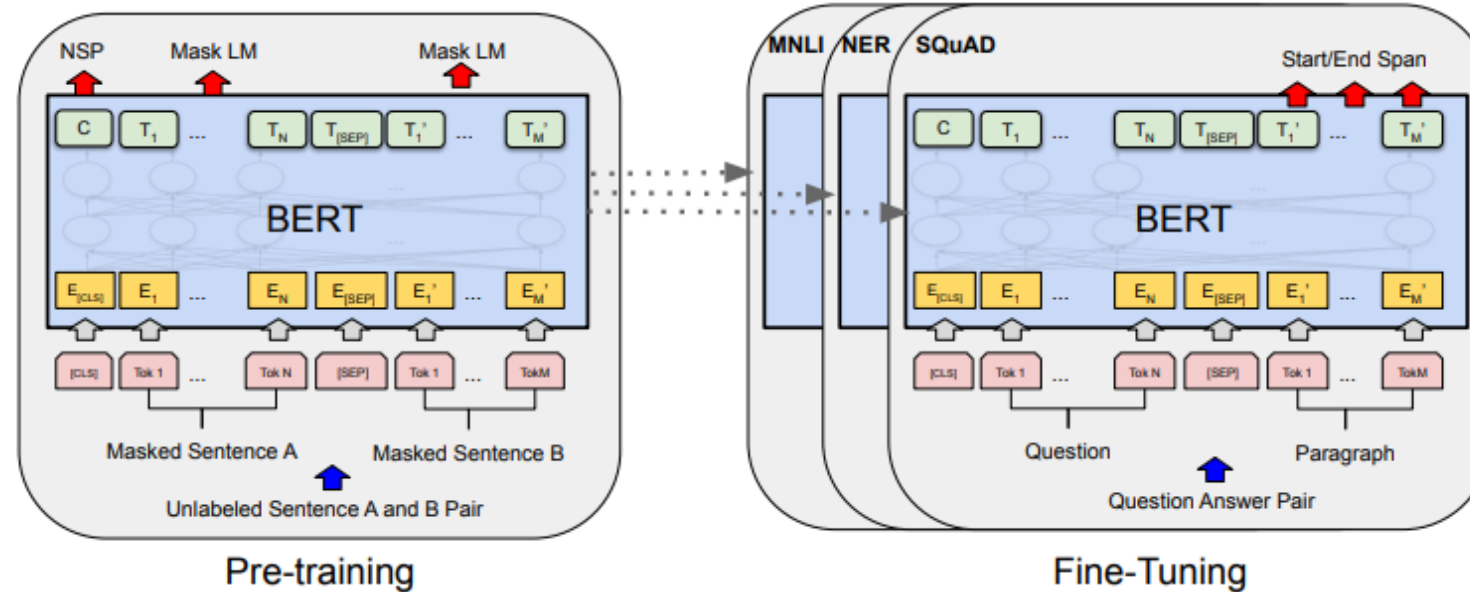 NSP Mask LM Mask LM
C T1 ... TN T[SEP] T1' ... TM'
...
BERT
...
E[CLS] E1 ... EN E[SEP] E1' ... EM'
[CLS] Tok 1 ... Tok N [SEP] Tok 1 ... TokM
Masked Sentence A Masked Sentence B
Unlabeled Sentence A and B Pair
Pre-training
MNLI NER SQuAD
Start/End Span
C T1 ... TN T[SEP] T1' ... TM'
...
BERT
...
E[CLS] E1 ... EN E[SEP] E1' ... EM'
[CLS] Tok 1 ... Tok N [SEP] Tok 1 ... TokM
Question Paragraph
Question Answer Pair
Fine-Tuning